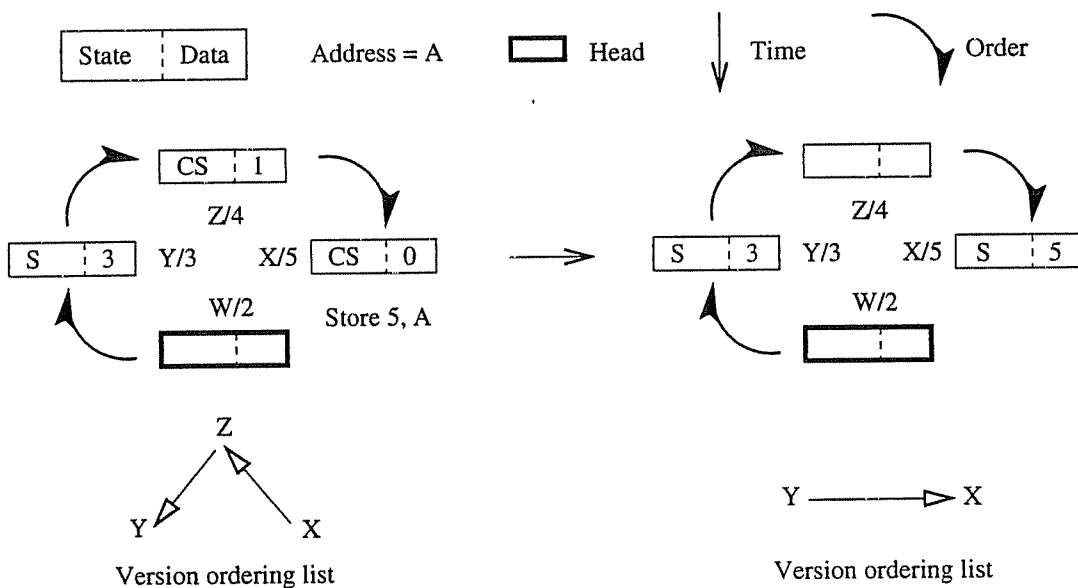 State Data Address = A Head Time Order
CS 1 
Z/4 Z/4
S 3 Y/3 X/5 CS 0 S 3 Y/3 X/5 S 5
W/2 Store 5, A W/2
Z
Y X Y X
Version ordering list Version ordering list